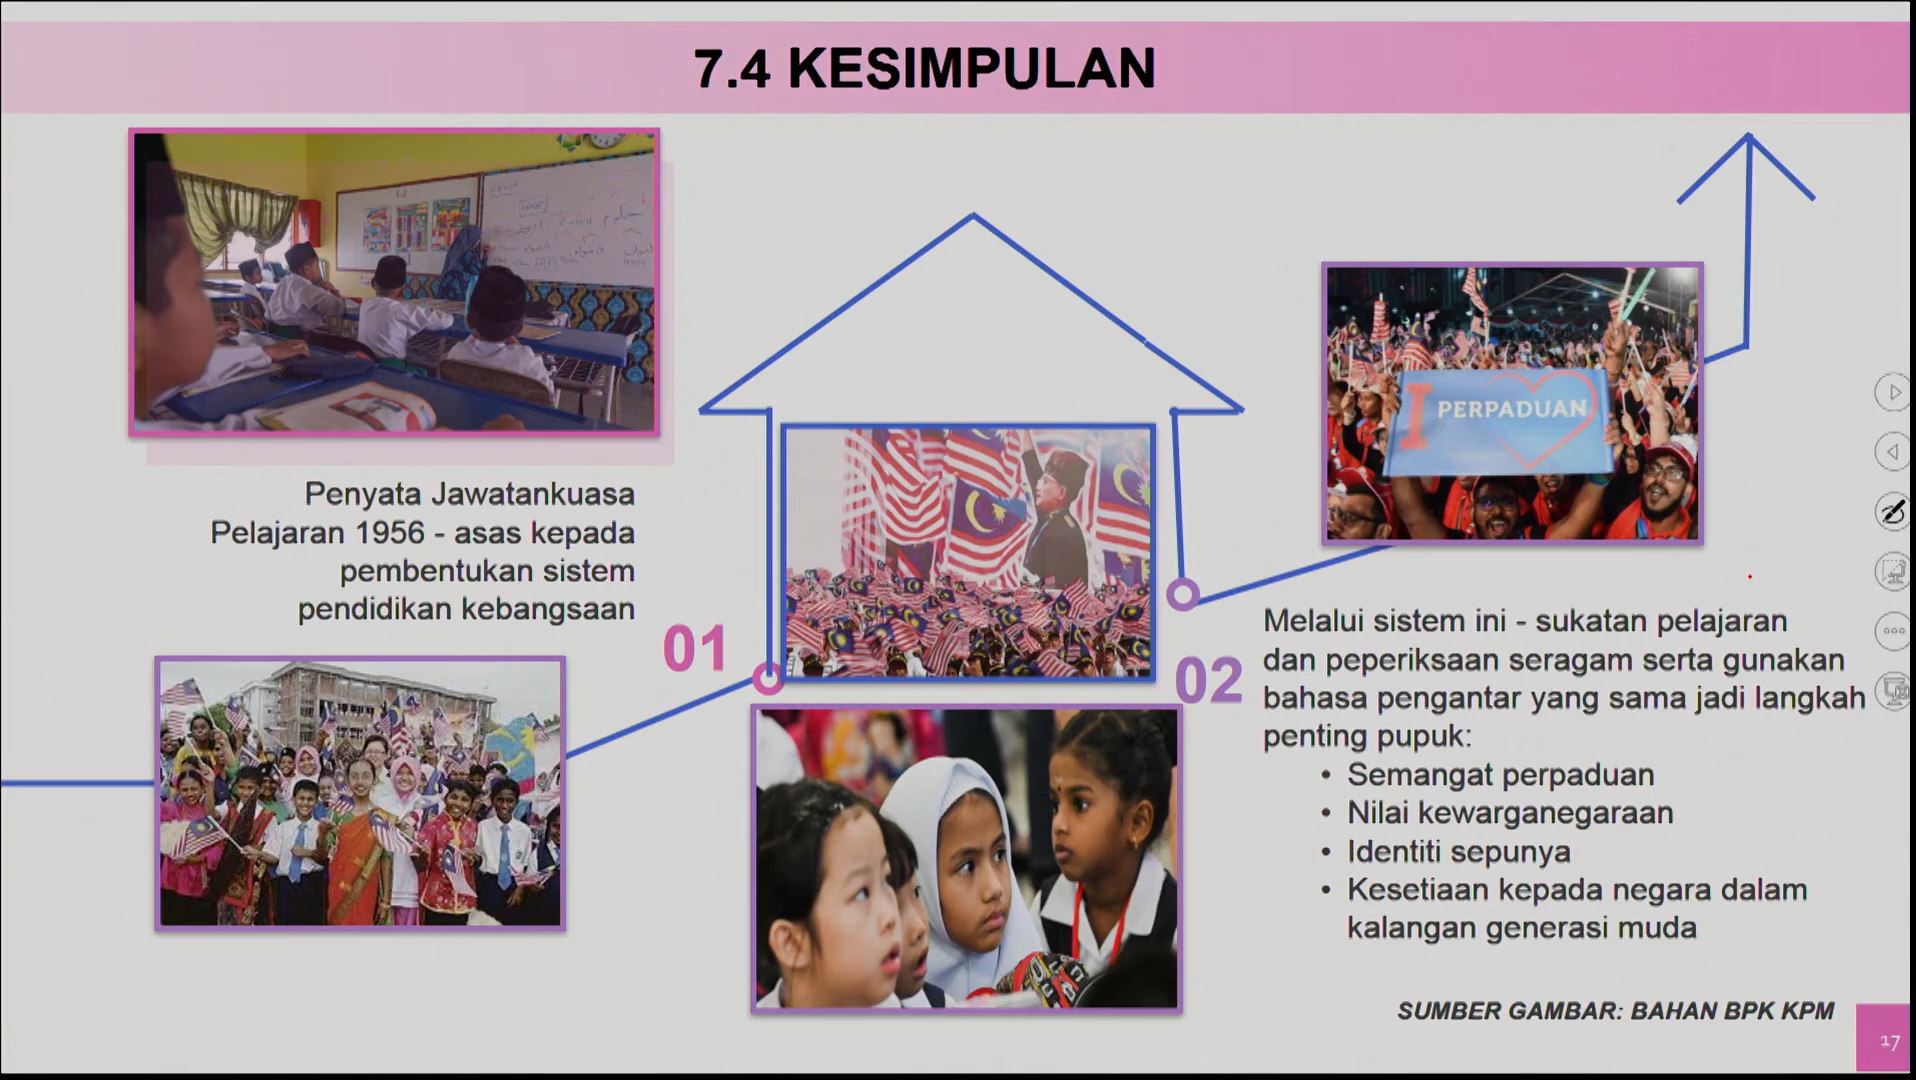 7.4 KESIMPULAN
Penyata Jawatankuasa
Pelajaran 1956 - asas kepada
pembentukan sistem
pendidikan kebangsaan
01
I PERPADUAN
02
Melalui sistem ini - sukatan pelajaran
dan peperiksaan seragam serta gunakan
bahasa pengantar yang sama jadi langkah
penting pupuk:
• Semangat perpaduan
• Nilai kewarganegaraan
• Identiti sepunya
• Kesetiaan kepada negara dalam
kalangan generasi muda
SUMBER GAMBAR: BAHAN BPK KPM
17